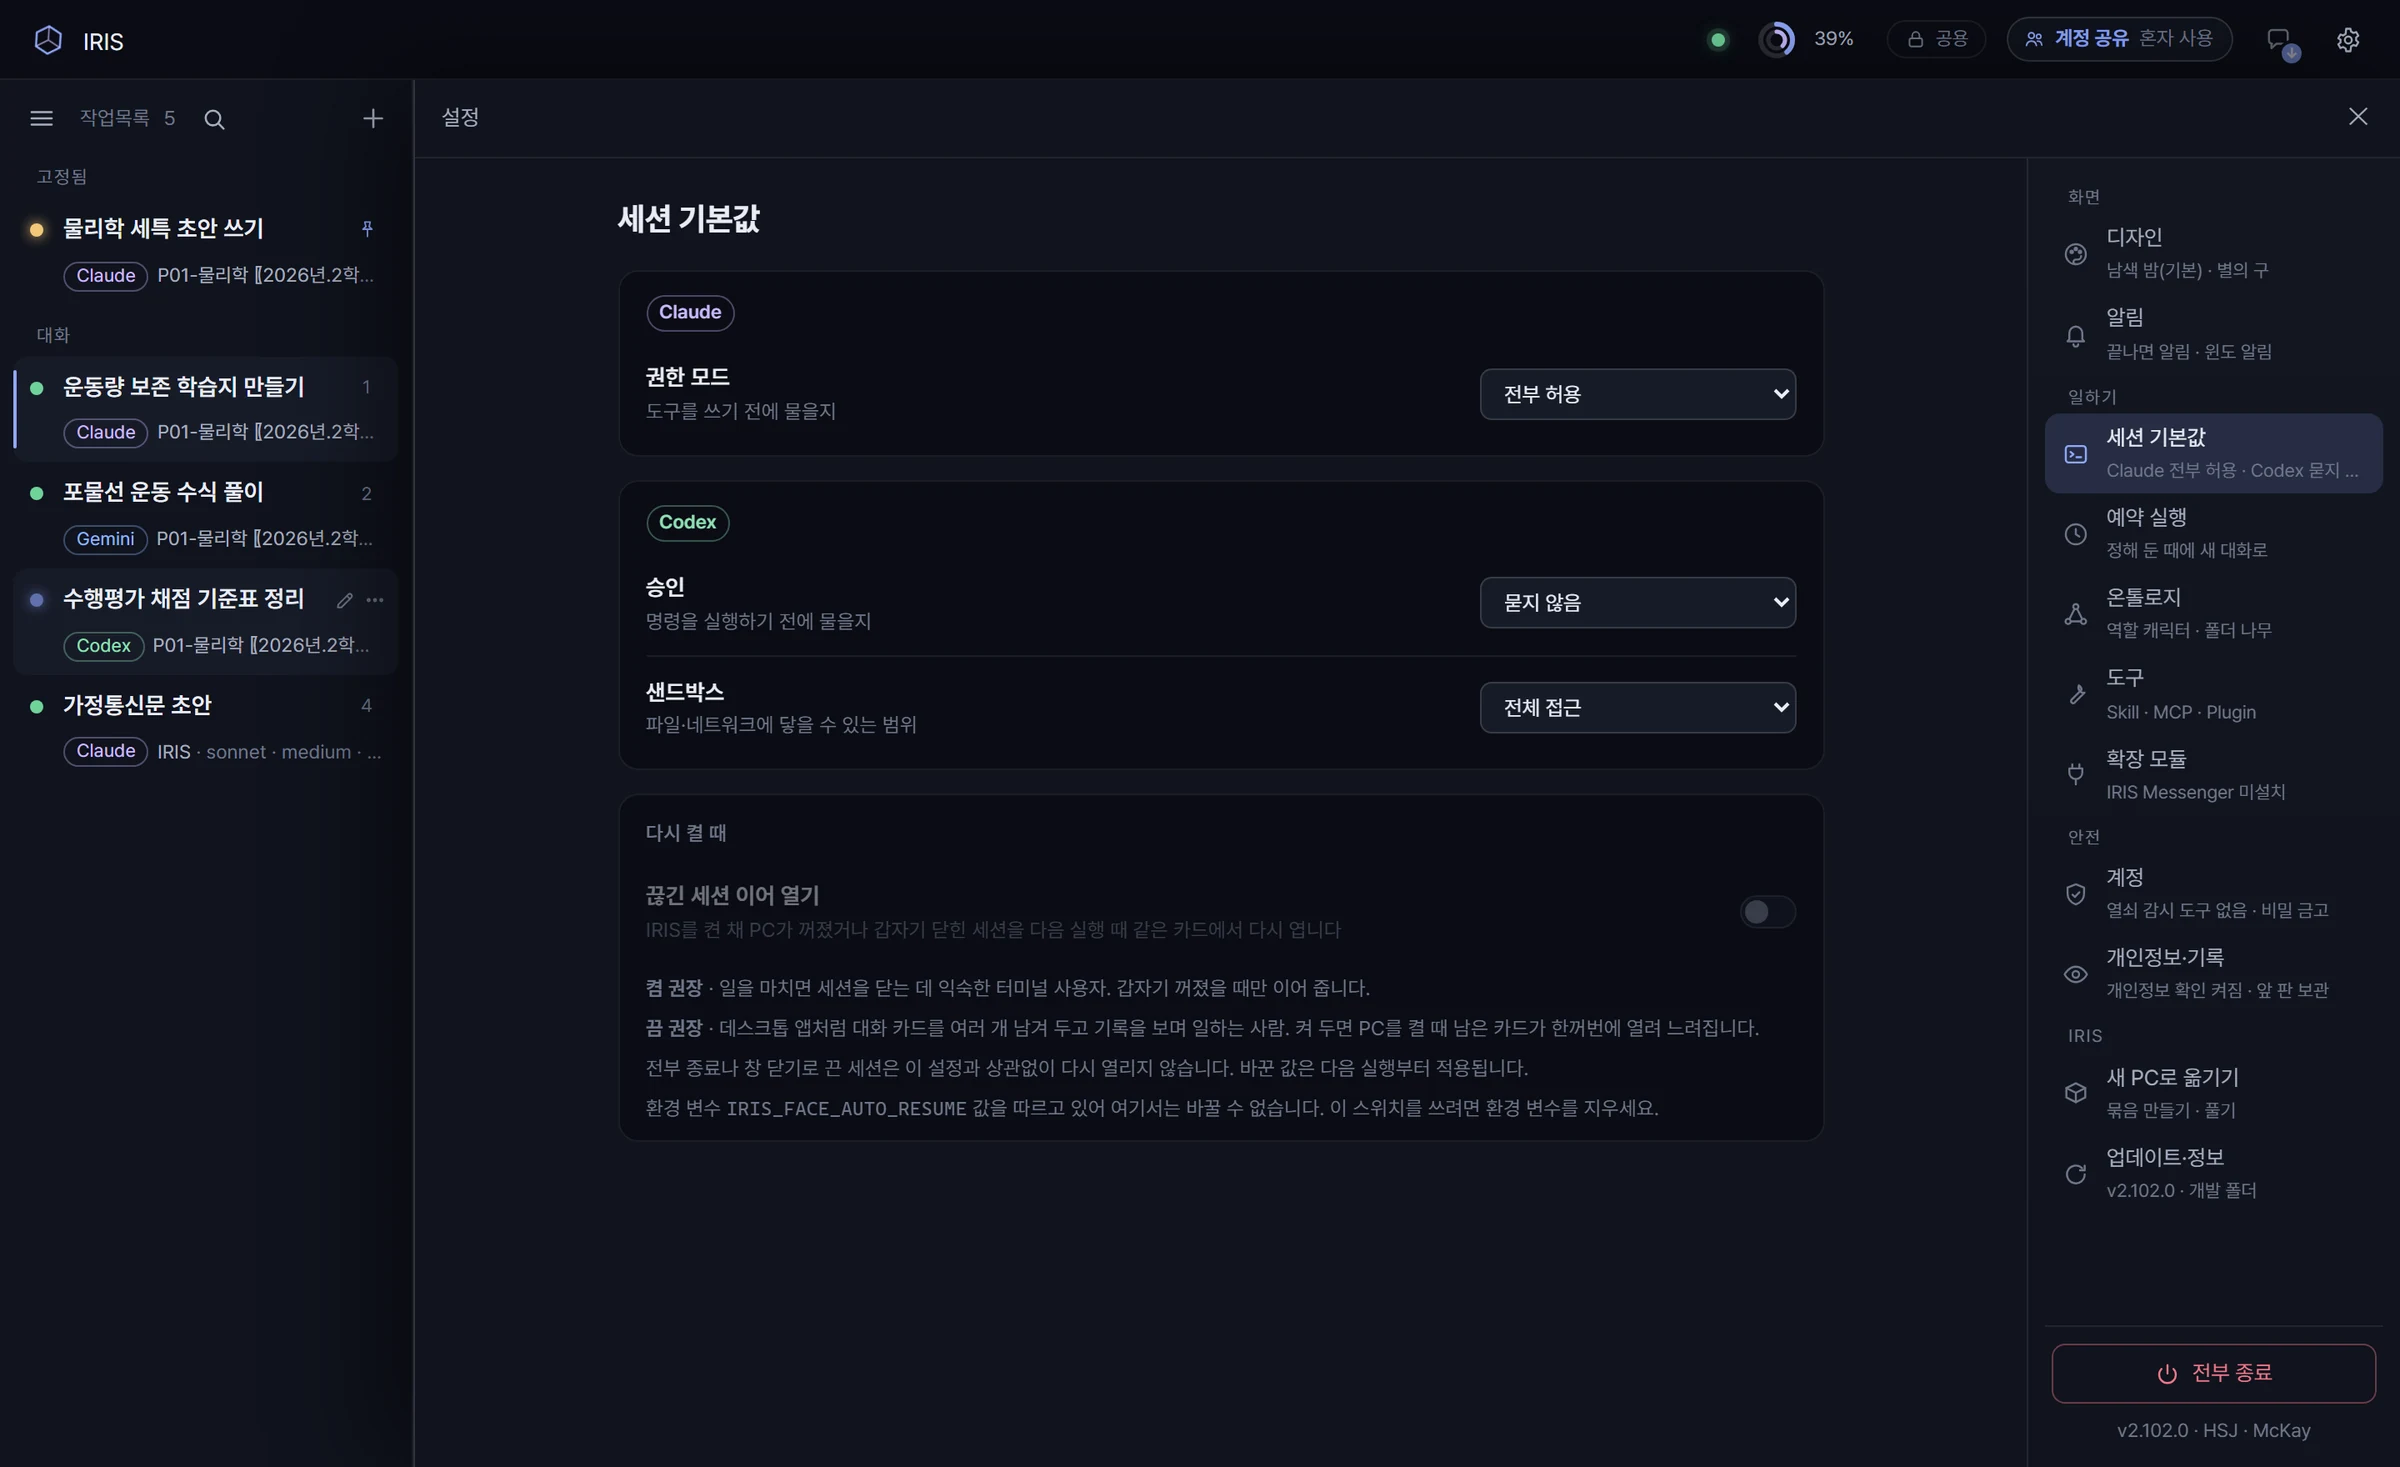 IRIS
39%
공용
계정 공유 혼자 사용
작업목록 5
고정됨
물리학 세특 초안 쓰기
Claude P01-물리학 〖2026년.2학...
대화
운동량 보존 학습지 만들기 1
Claude P01-물리학 〖2026년.2학...
포물선 운동 수식 풀이 2
Gemini P01-물리학 〖2026년.2학...
수행평가 채점 기준표 정리
Codex P01-물리학 〖2026년.2학...
가정통신문 초안 4
Claude IRIS · sonnet · medium · ...
설정
세션 기본값
Claude
권한 모드
도구를 쓰기 전에 물을지
전부 허용
Codex
승인
명령을 실행하기 전에 물을지
묻지 않음
샌드박스
파일·네트워크에 닿을 수 있는 범위
전체 접근
다시 켤 때
끊긴 세션 이어 열기
IRIS를 켠 채 PC가 꺼졌거나 갑자기 닫힌 세션을 다음 실행 때 같은 카드에서 다시 엽니다
켬 권장 · 일을 마치면 세션을 닫는 데 익숙한 터미널 사용자. 갑자기 꺼졌을 때만 이어 줍니다.
끔 권장 · 데스크톱 앱처럼 대화 카드를 여러 개 남겨 두고 기록을 보며 일하는 사람. 켜 두면 PC를 켤 때 남은 카드가 한꺼번에 열려 느려집니다.
전부 종료나 창 닫기로 끈 세션은 이 설정과 상관없이 다시 열리지 않습니다. 바꾼 값은 다음 실행부터 적용됩니다.
환경 변수 IRIS_FACE_AUTO_RESUME 값을 따르고 있어 여기서는 바꿀 수 없습니다. 이 스위치를 쓰려면 환경 변수를 지우세요.
화면
디자인
남색 밤(기본) · 별의 구
알림
끝나면 알림 · 윈도 알림
일하기
세션 기본값
Claude 전부 허용 · Codex 묻지 ...
예약 실행
정해 둔 때에 새 대화로
온톨로지
역할 캐릭터 · 폴더 나무
도구
Skill · MCP · Plugin
확장 모듈
IRIS Messenger 미설치
안전
계정
열쇠 감시 도구 없음 · 비밀 금고
개인정보·기록
개인정보 확인 켜짐 · 앞 판 보관
IRIS
새 PC로 옮기기
묶음 만들기 · 풀기
업데이트·정보
v2.102.0 · 개발 폴더
전부 종료
v2.102.0 · HSJ · McKay